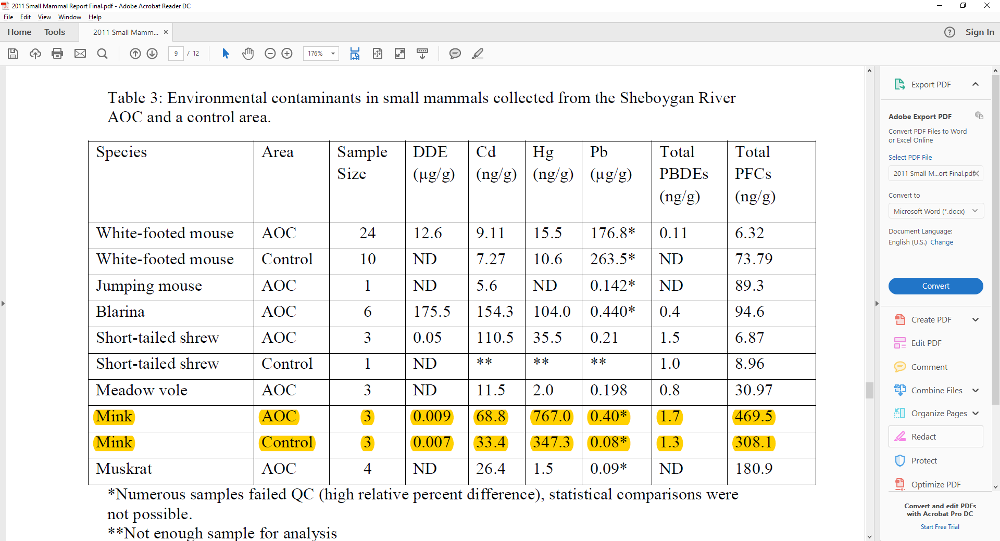 2011 Small Mammal Report Final.pdf - Adobe Acrobat Reader DC
File Edit View Window Help
Home Tools 2011 Small Mamm... × ? Sign In
9 / 12 176%
Table 3: Environmental contaminants in small mammals collected from the Sheboygan River
AOC and a control area.
Species Area Sample Size DDE (µg/g) Cd (ng/g) Hg (ng/g) Pb (µg/g) Total PBDEs (ng/g) Total PFCs (ng/g)
White-footed mouse AOC 24 12.6 9.11 15.5 176.8* 0.11 6.32
White-footed mouse Control 10 ND 7.27 10.6 263.5* ND 73.79
Jumping mouse AOC 1 ND 5.6 ND 0.142* ND 89.3
Blarina AOC 6 175.5 154.3 104.0 0.440* 0.4 94.6
Short-tailed shrew AOC 3 0.05 110.5 35.5 0.21 1.5 6.87
Short-tailed shrew Control 1 ND ** ** ** 1.0 8.96
Meadow vole AOC 3 ND 11.5 2.0 0.198 0.8 30.97
Mink AOC 3 0.009 68.8 767.0 0.40* 1.7 469.5
Mink Control 3 0.007 33.4 347.3 0.08* 1.3 308.1
Muskrat AOC 4 ND 26.4 1.5 0.09* ND 180.9
*Numerous samples failed QC (high relative percent difference), statistical comparisons were
not possible.
**Not enough sample for analysis
Export PDF
Adobe Export PDF
Convert PDF Files to Word
or Excel Online
Select PDF File
2011 Small M...ort Final.pdf
Convert to
Microsoft Word (*.docx)
Document Language:
English (U.S.) Change
Convert
Create PDF
Edit PDF
Comment
Combine Files
Organize Pages
Redact
Protect
Optimize PDF
Convert and edit PDFs
with Acrobat Pro DC
Start Free Trial